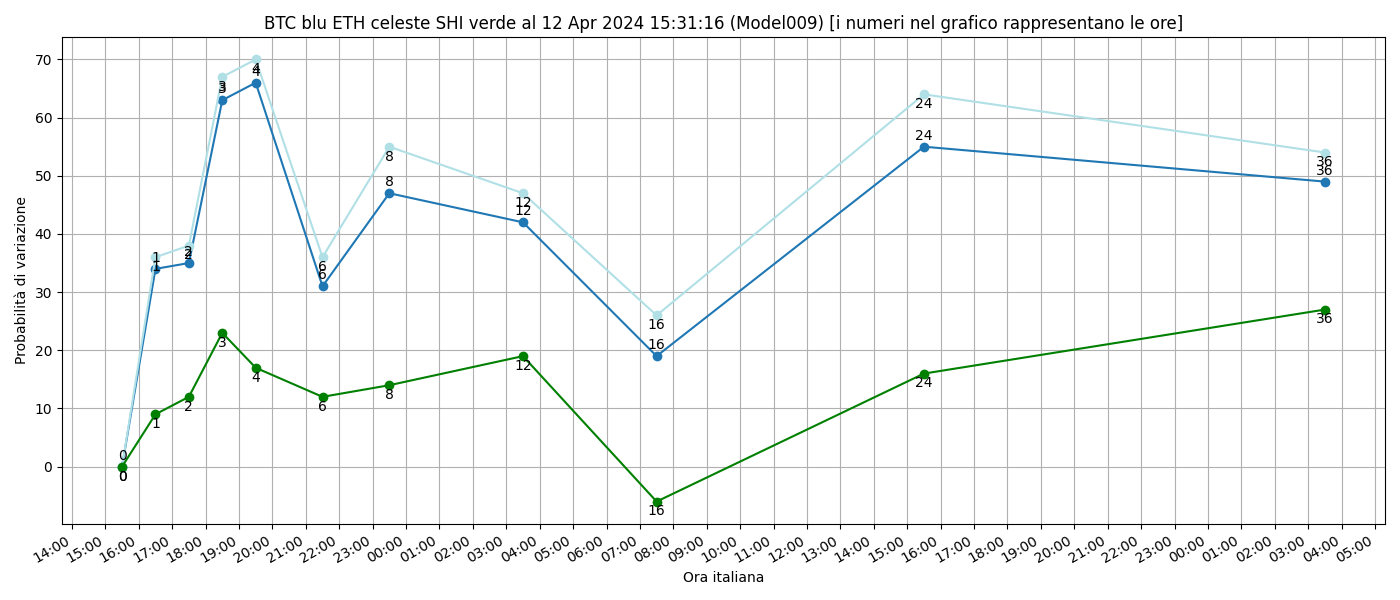 BTC blu ETH celeste SHI verde al 12 Apr 2024 15:31:16 (Model009) [i numeri nel grafico rappresentano le ore]
Probabilità di variazione
70
60
50
40
30
20
10
0
0 1 2 3 4 6 8 12 16 24 36
0 1 2 3 4 6 8 12 16 24 36
0 1 2 3 4 6 8 12 16 24 36
14:00 15:00 16:00 17:00 18:00 19:00 20:00 21:00 22:00 23:00 00:00 01:00 02:00 03:00 04:00 05:00 06:00 07:00 08:00 09:00 10:00 11:00 12:00 13:00 14:00 15:00 16:00 17:00 18:00 19:00 20:00 21:00 22:00 23:00 00:00 01:00 02:00 03:00 04:00 05:00
Ora italiana